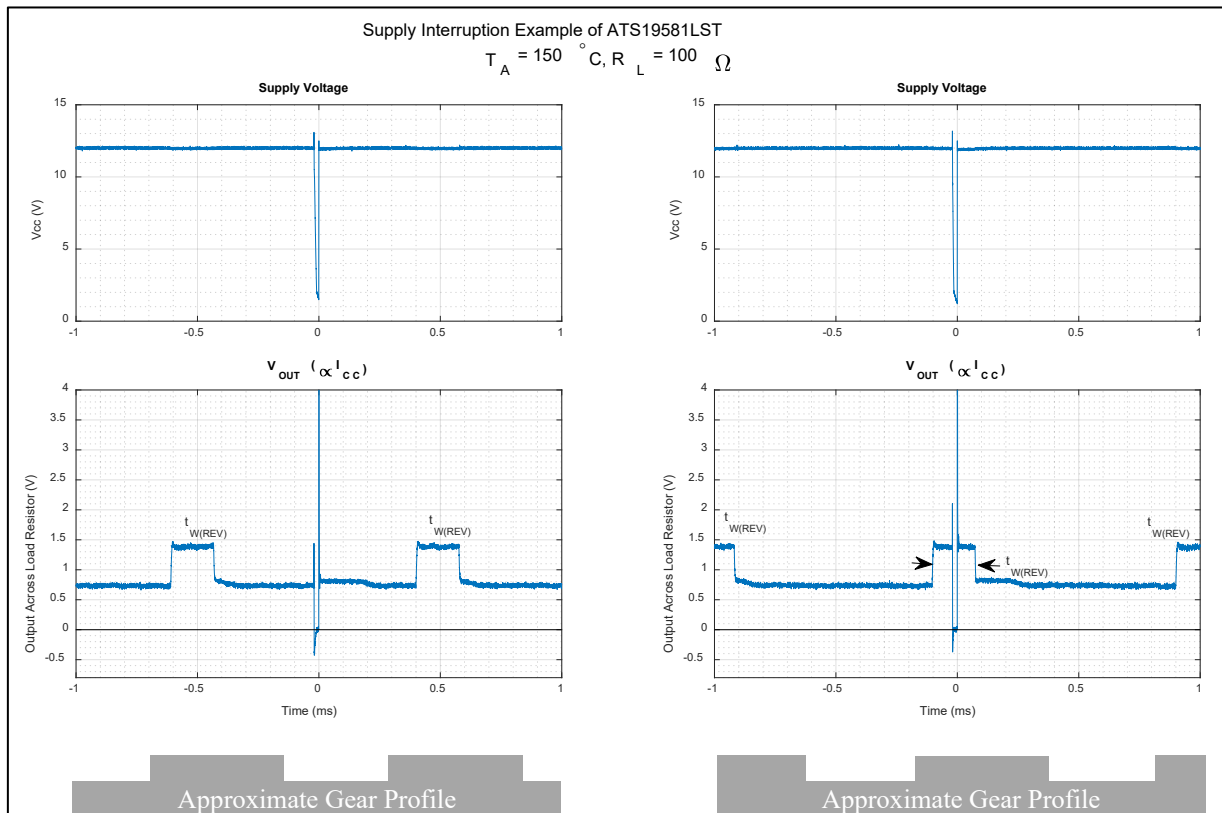 Supply Interruption Example of ATS19581LST
T A = 150 ° C, R L = 100 Ω
Supply Voltage
15
10
5
0
Vcc (V)
-1 -0.5 0 0.5 1
V OUT ( ∝ I CC )
4
3.5
3
2.5
2
1.5
1
0.5
0
-0.5
Output Across Load Resistor (V)
t W(REV)
t W(REV)
-1 -0.5 0 0.5 1
Time (ms)
Approximate Gear Profile
Supply Voltage
15
10
5
0
Vcc (V)
-1 -0.5 0 0.5 1
V OUT ( ∝ I CC )
4
3.5
3
2.5
2
1.5
1
0.5
0
-0.5
Output Across Load Resistor (V)
t W(REV)
t W(REV)
t W(REV)
-1 -0.5 0 0.5 1
Time (ms)
Approximate Gear Profile